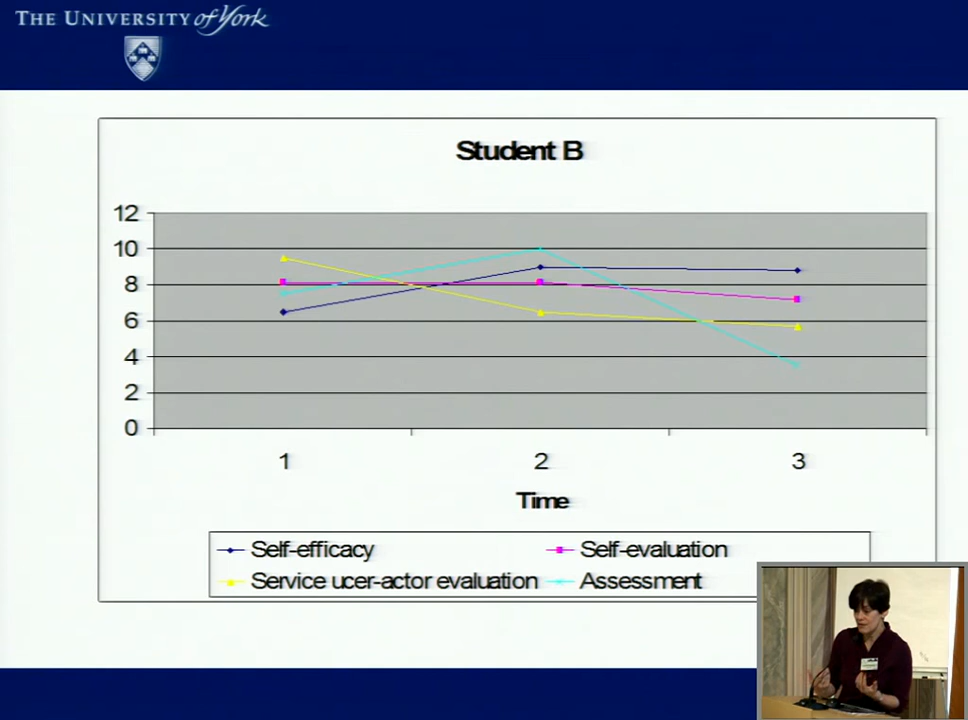 THE UNIVERSITY of York
Student B
12
10
8
6
4
2
0
1 2 3
Time
Self-efficacy Self-evaluation
Service ucer-actor evaluation Assessment